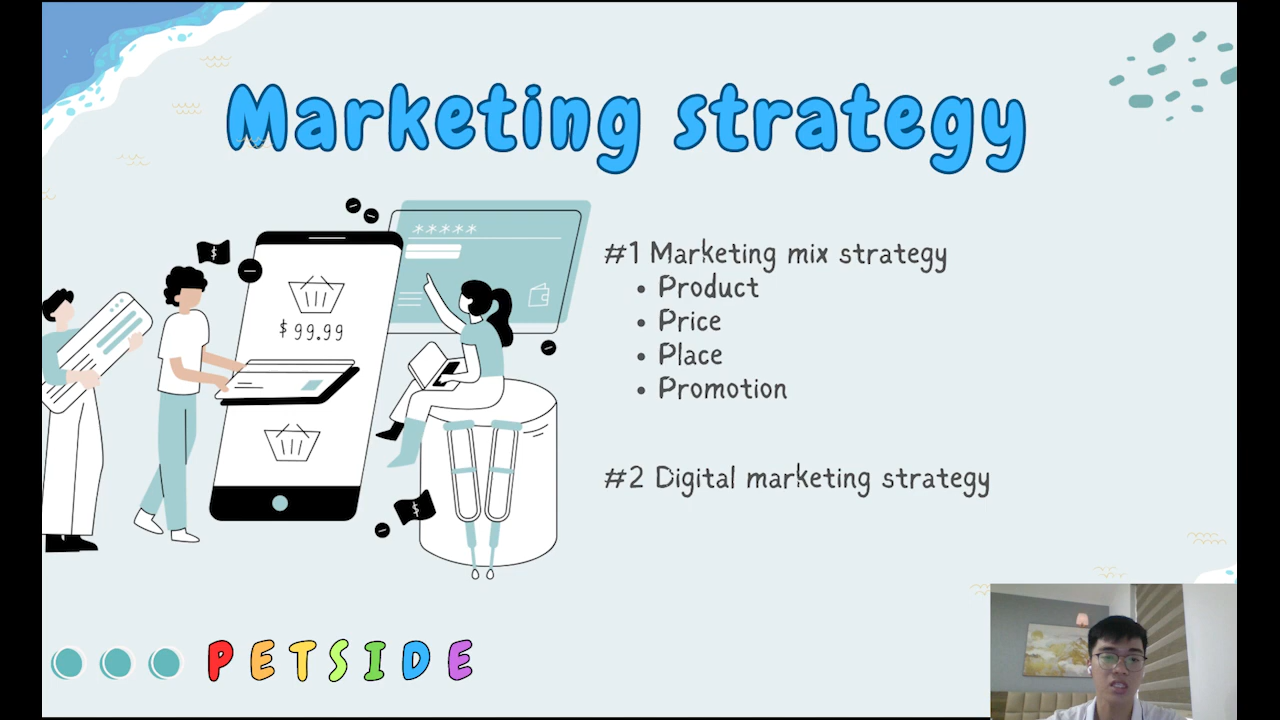 Marketing strategy
*****
$ 99.99
$
$
#1 Marketing mix strategy
• Product
• Price
• Place
• Promotion
#2 Digital marketing strategy
PETSIDE